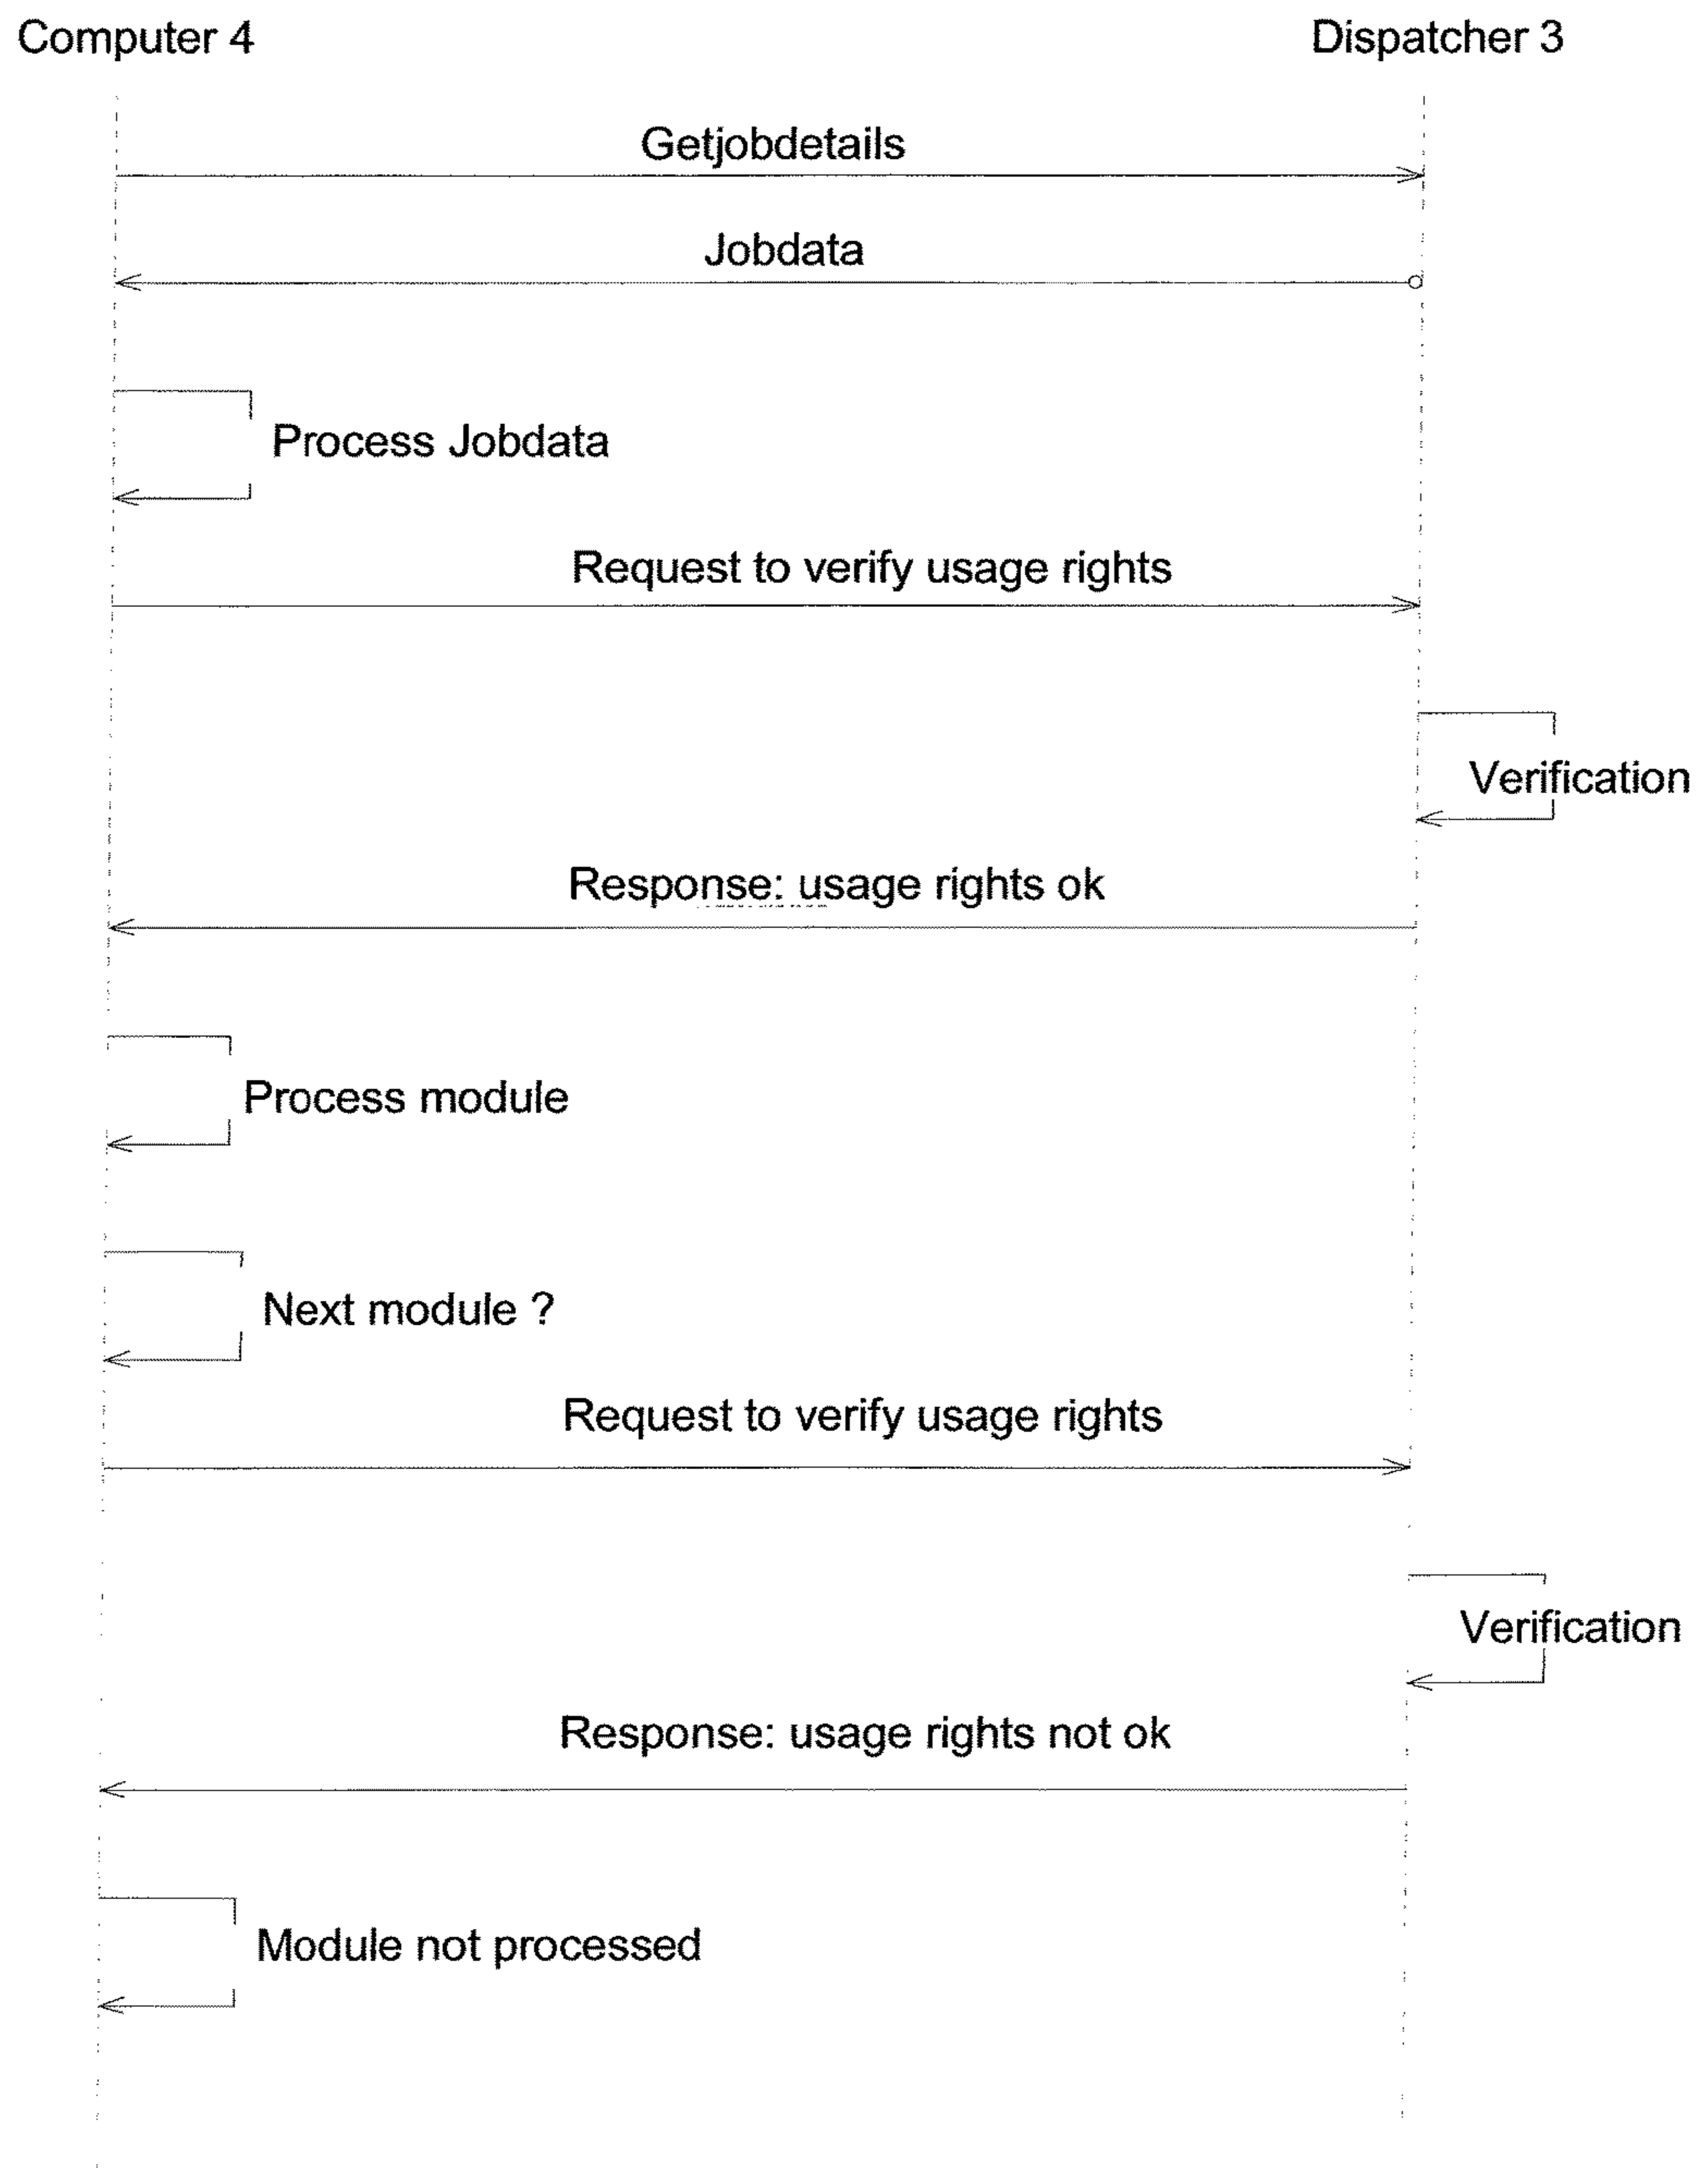 Computer 4
Dispatcher 3
Getjobdetails
Jobdata
Process Jobdata
Request to verify usage rights
Verification
Response: usage rights ok
Process module
Next module ?
Request to verify usage rights
Verification
Response: usage rights not ok
Module not processed